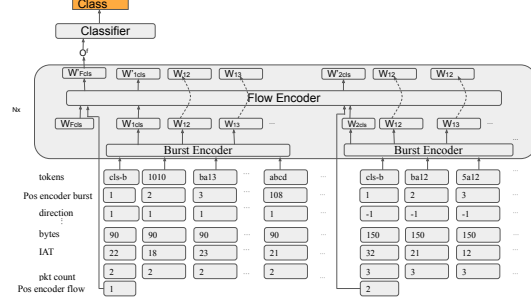 Class
Classifier
O^f
W'Fcls W'1cls W12 W13 ... W'2cls W12 W12
Flow Encoder
Nx
WFcls W1cls W12 W13 ... W2cls W12 W13 ...
Burst Encoder Burst Encoder
tokens cls-b 1010 ba13 ... abcd ... cls-b ba12 5a12 ...
Pos encoder burst 1 2 3 ... 108 ... 1 2 3 ...
direction 1 1 1 ... 1 ... -1 -1 -1 ...
bytes 90 90 90 ... 90 ... 150 150 150 ...
IAT 22 18 23 ... 21 ... 32 21 12 ...
pkt count 2 2 2 ... 2 ... 3 3 3 ...
Pos encoder flow 1 2